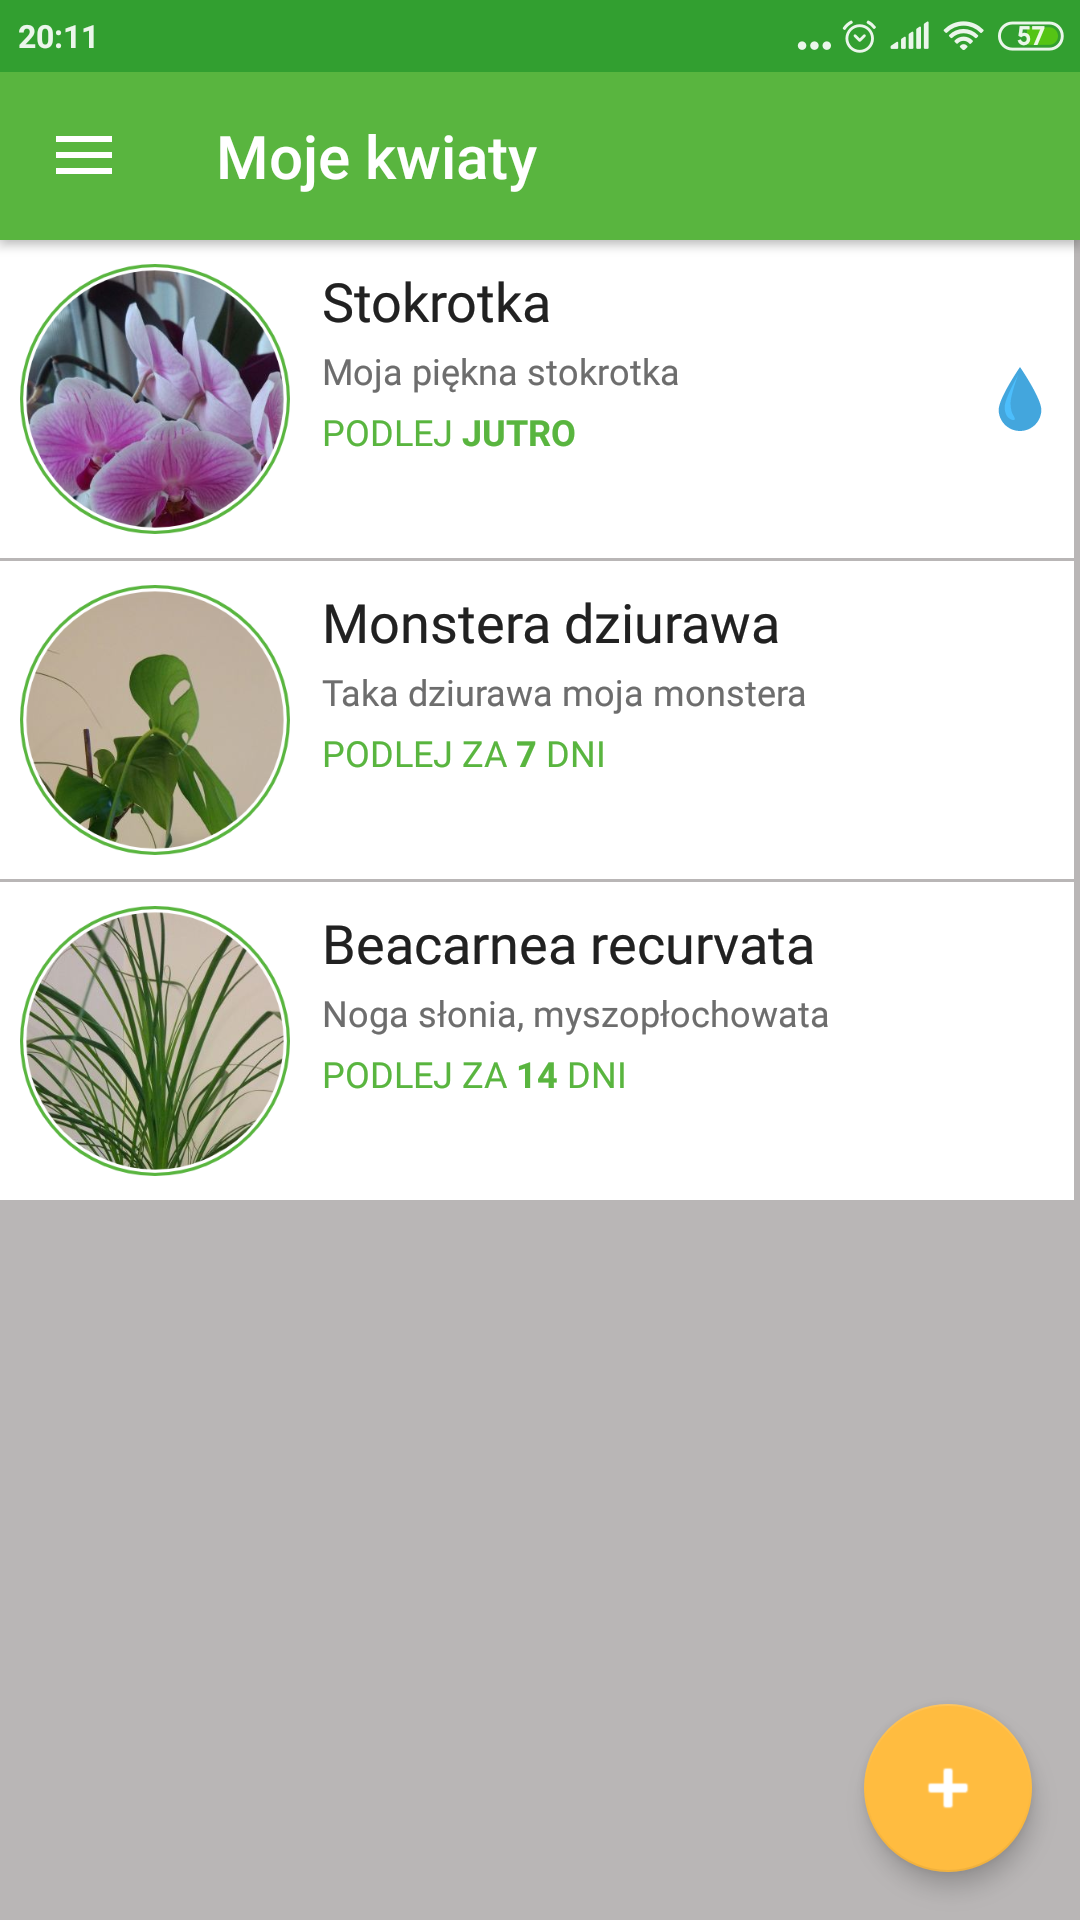 20:11
57
Moje kwiaty
Stokrotka
Moja piękna stokrotka
PODLEJ JUTRO
Monstera dziurawa
Taka dziurawa moja monstera
PODLEJ ZA 7 DNI
Beacarnea recurvata
Noga słonia, myszopłochowata
PODLEJ ZA 14 DNI